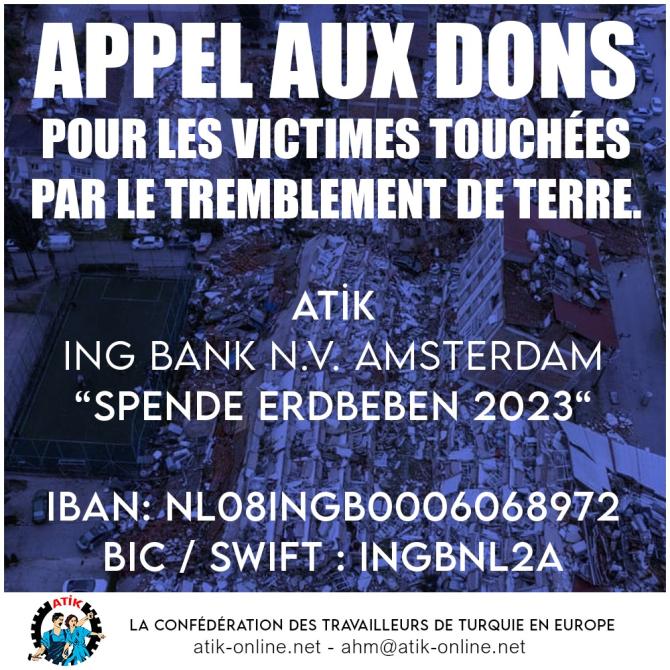 APPEL AUX DONS
POUR LES VICTIMES TOUCHÉES
PAR LE TREMBLEMENT DE TERRE.
ATİK
ING BANK N.V. AMSTERDAM
“SPENDE ERDBEBEN 2023“
IBAN: NL08INGB0006068972
BIC / SWIFT : INGBNL2A
ATİK
LA CONFÉDÉRATION DES TRAVAILLEURS DE TURQUIE EN EUROPE
atik-online.net - ahm@atik-online.net